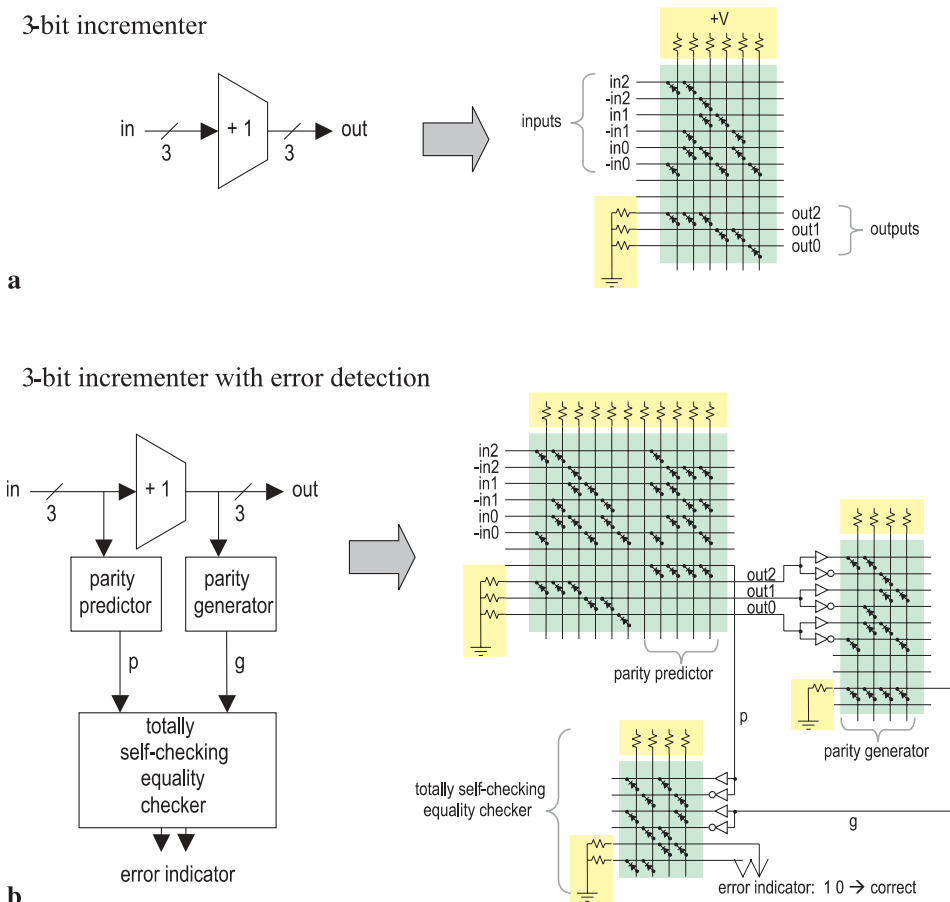 3-bit incrementer
+V
in
3
+ 1
3
out
inputs
in2
-in2
in1
-in1
in0
-in0
out2
out1
out0
outputs
a
3-bit incrementer with error detection
in
3
+ 1
3
out
parity
predictor
parity
generator
p
g
totally
self-checking
equality
checker
error indicator
in2
-in2
in1
-in1
in0
-in0
out2
out1
out0
parity predictor
p
parity generator
totally self-checking
equality checker
g
error indicator: 1 0 → correct
b